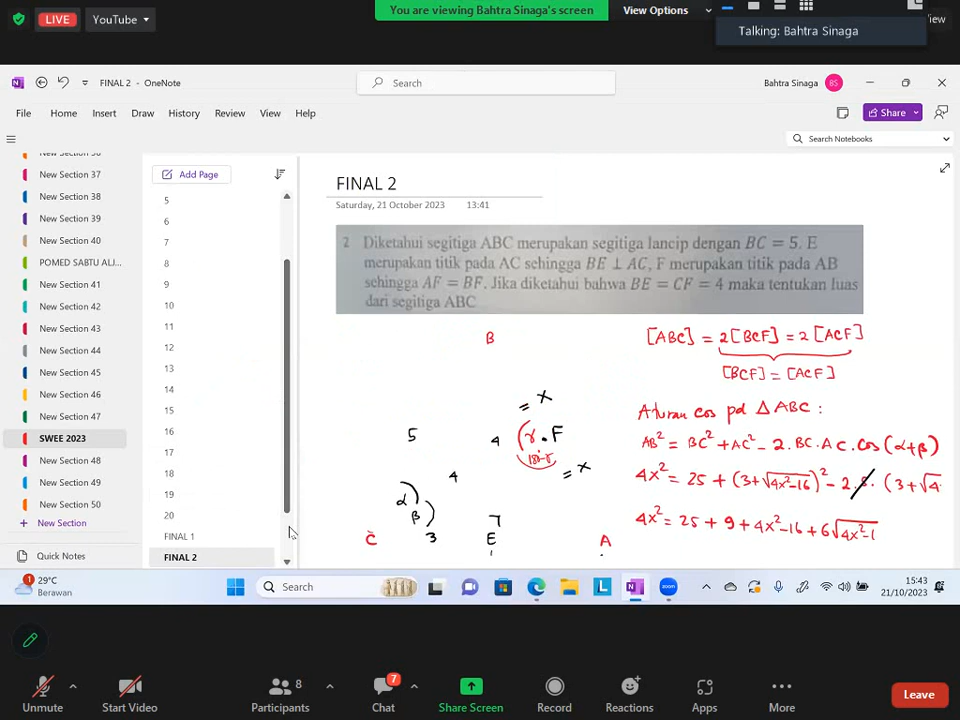 LIVE
YouTube
You are viewing Bahtra Sinaga's screen
View Options
Talking: Bahtra Sinaga
FINAL 2 - OneNote
Search
Bahtra Sinaga
BS
File Home Insert Draw History Review View Help
Share
Search Notebooks
New Section 37
New Section 38
New Section 39
New Section 40
POMED SABTU ALJ...
New Section 41
New Section 42
New Section 43
New Section 44
New Section 45
New Section 46
New Section 47
SWEE 2023
New Section 48
New Section 49
New Section 50
New Section
Quick Notes
Add Page
5
6
7
8
9
10
11
12
13
14
15
16
17
18
19
20
FINAL 1
FINAL 2
FINAL 2
Saturday, 21 October 2023 13:41
2 Diketahui segitiga ABC merupakan segitiga lancip dengan BC = 5. E
merupakan titik pada AC sehingga BE ⊥ AC, F merupakan titik pada AB
sehingga AF = BF. Jika diketahui bahwa BE = CF = 4 maka tentukan luas
dari segitiga ABC
B
= x
5
4
γ
F
180-γ
= x
4
α
β
C
3
E
A
[ABC] = 2[BCF] = 2[ACF]
[BCF] = [ACF]
Aturan cos pd Δ ABC :
AB² = BC² + AC² - 2. BC. AC. cos(α+β)
4x² = 25 + (3+√4x²-16)² - 2.5. (3+√4
4x² = 25 + 9 + 4x²-16 + 6√4x²-1
29°C
Berawan
Search
15:43
21/10/2023
Unmute
Start Video
8
Participants
7
Chat
Share Screen
Record
Reactions
Apps
More
Leave